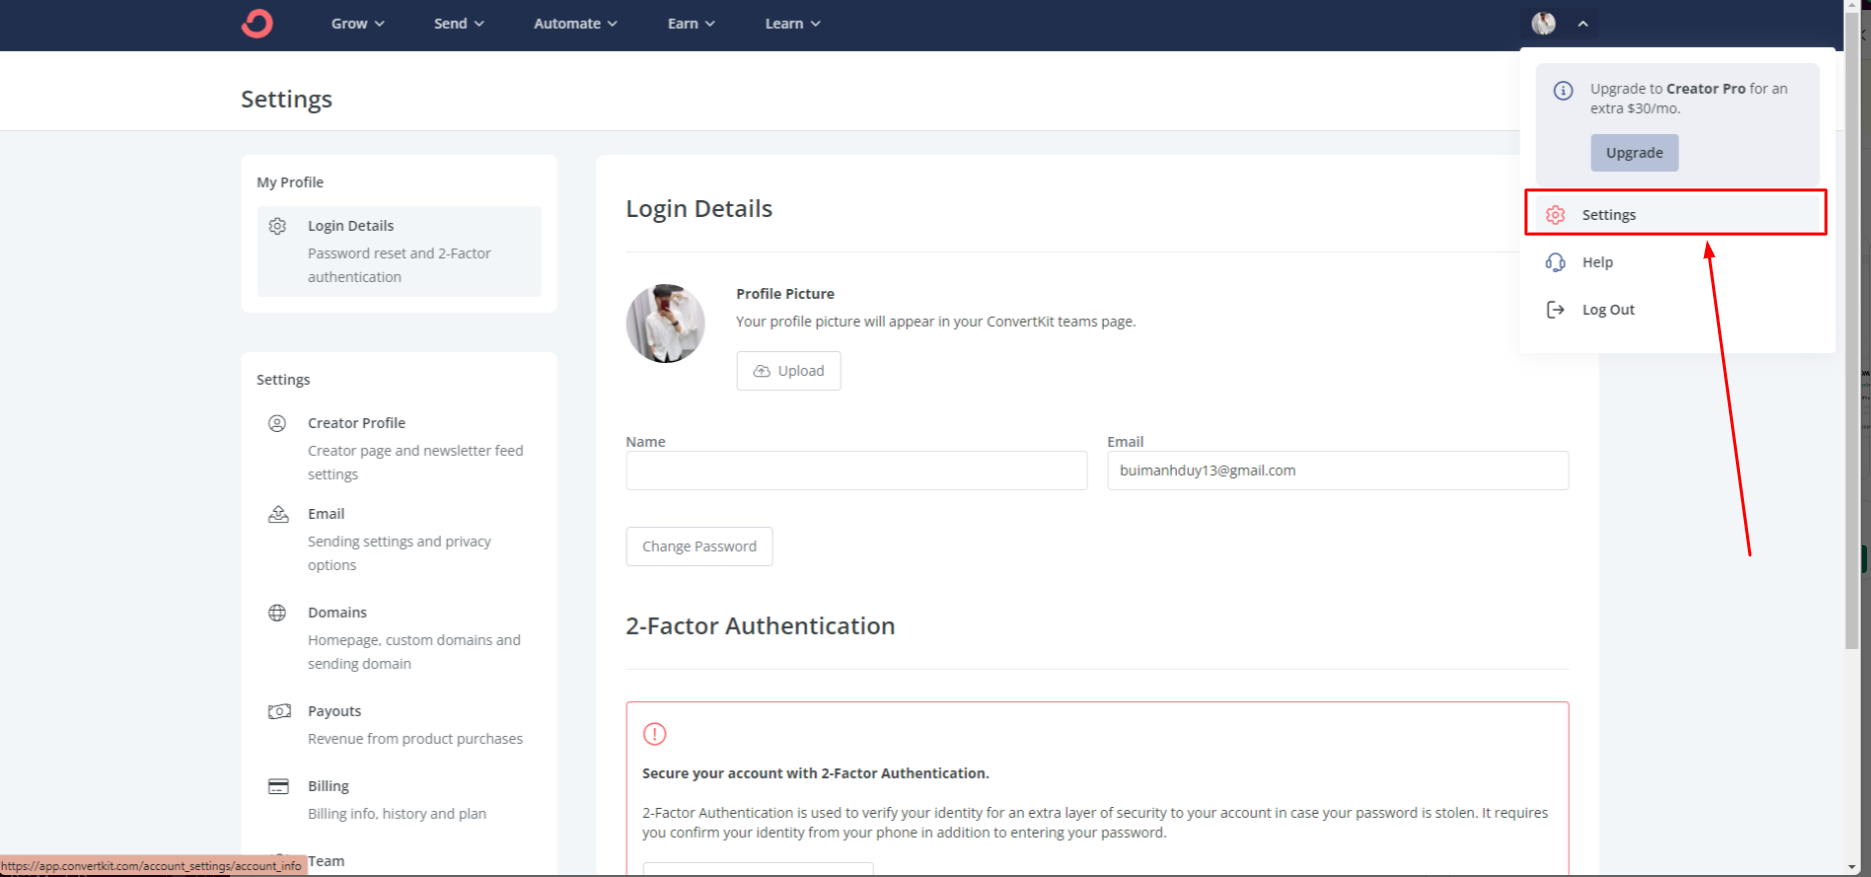 Grow
Send
Automate
Earn
Learn
Settings
Upgrade to Creator Pro for an
extra $30/mo.
Upgrade
Settings
Help
Log Out
My Profile
Login Details
Password reset and 2-Factor
authentication
Settings
Creator Profile
Creator page and newsletter feed
settings
Email
Sending settings and privacy
options
Domains
Homepage, custom domains and
sending domain
Payouts
Revenue from product purchases
Billing
Billing info, history and plan
Team
Login Details
Profile Picture
Your profile picture will appear in your ConvertKit teams page.
Upload
Name
Email
buimanhduy13@gmail.com
Change Password
2-Factor Authentication
Secure your account with 2-Factor Authentication.
2-Factor Authentication is used to verify your identity for an extra layer of security to your account in case your password is stolen. It requires
you confirm your identity from your phone in addition to entering your password.
https://app.convertkit.com/account_settings/account_info